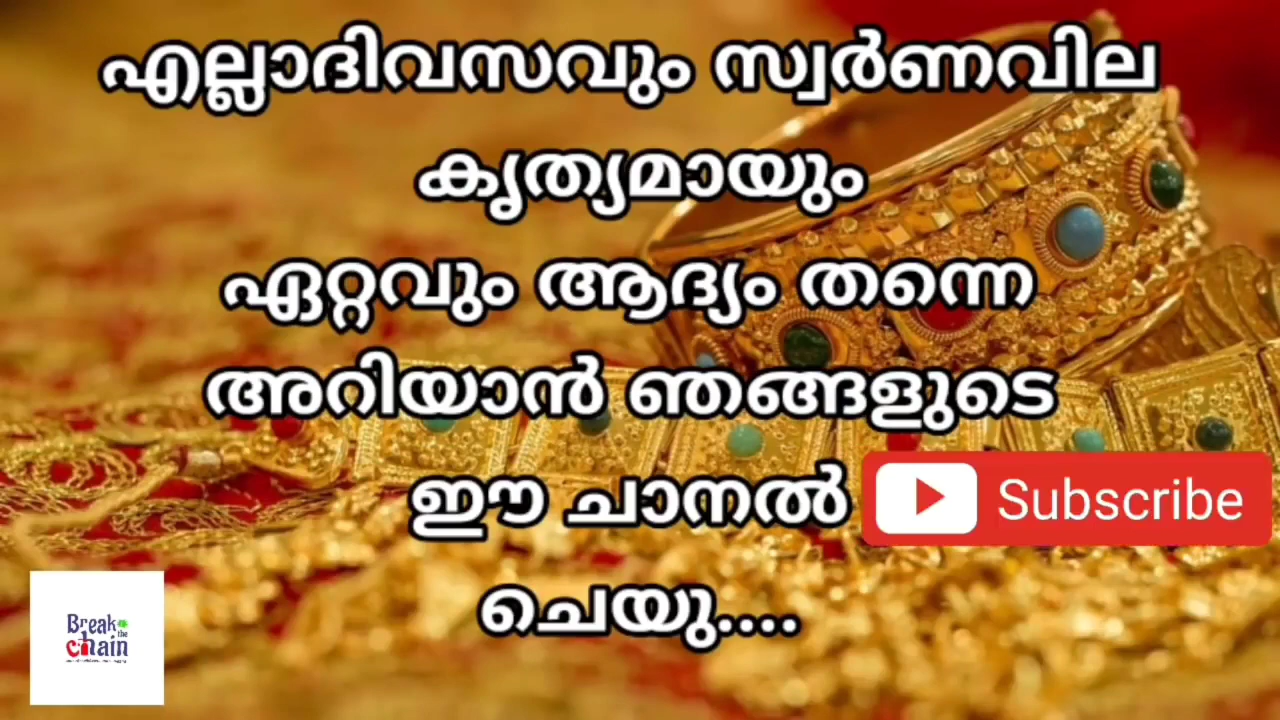 എല്ലാദിവസവും സ്വർണവില
കൃത്യമായും
ഏറ്റവും ആദ്യം തന്നെ
അറിയാൻ ഞങ്ങളുടെ
ഈ ചാനൽ Subscribe
ചെയു....
Break
the
chain